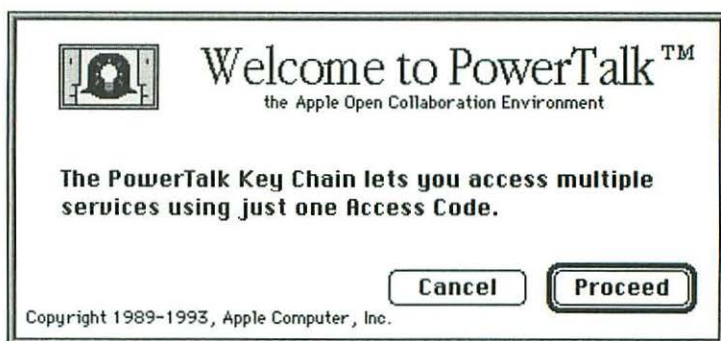 Welcome to PowerTalk™
the Apple Open Collaboration Environment
The PowerTalk Key Chain lets you access multiple
services using just one Access Code.
Cancel
Proceed
Copyright 1989-1993, Apple Computer, Inc.